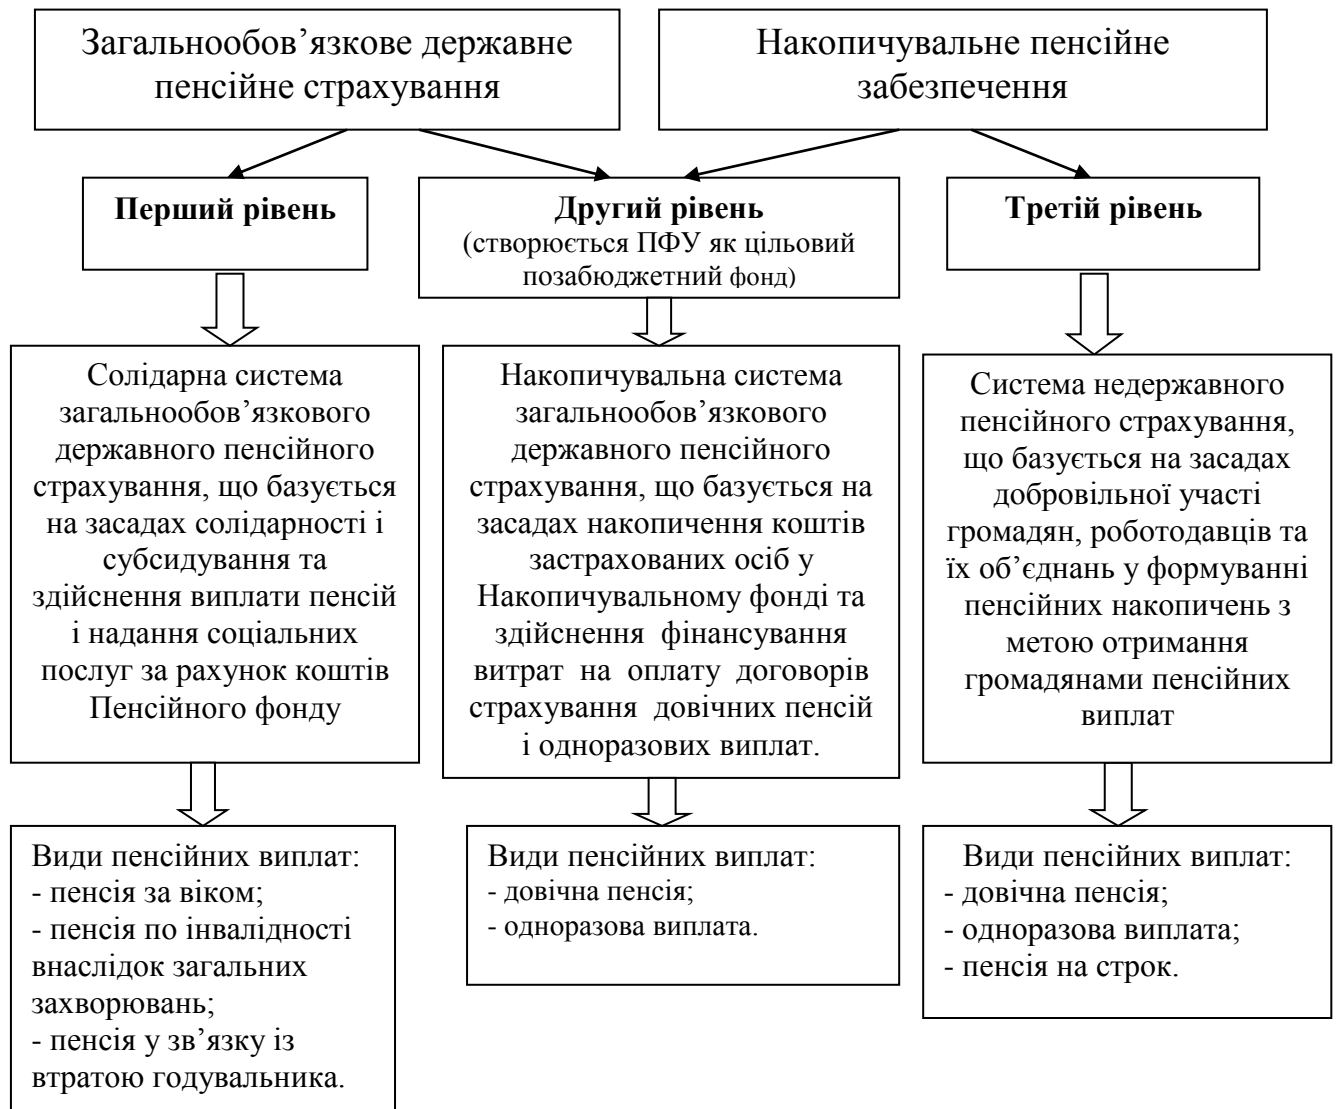 Загальнообов’язкове державне
пенсійне страхування
Накопичувальне пенсійне
забезпечення
Перший рівень
Другий рівень
(створюється ПФУ як цільовий
позабюджетний фонд)
Третій рівень
Солідарна система
загальнообов’язкового
державного пенсійного
страхування, що базується
на засадах солідарності і
субсидування та
здійснення виплати пенсій
і надання соціальних
послуг за рахунок коштів
Пенсійного фонду
Накопичувальна система
загальнообов’язкового
державного пенсійного
страхування, що базується на
засадах накопичення коштів
застрахованих осіб у
Накопичувальному фонді та
здійснення фінансування
витрат на оплату договорів
страхування довічних пенсій
і одноразових виплат.
Система недержавного
пенсійного страхування,
що базується на засадах
добровільної участі
громадян, роботодавців та
їх об’єднань у формуванні
пенсійних накопичень з
метою отримання
громадянами пенсійних
виплат
Види пенсійних виплат:
- пенсія за віком;
- пенсія по інвалідності
внаслідок загальних
захворювань;
- пенсія у зв’язку із
втратою годувальника.
Види пенсійних виплат:
- довічна пенсія;
- одноразова виплата.
Види пенсійних виплат:
- довічна пенсія;
- одноразова виплата;
- пенсія на строк.